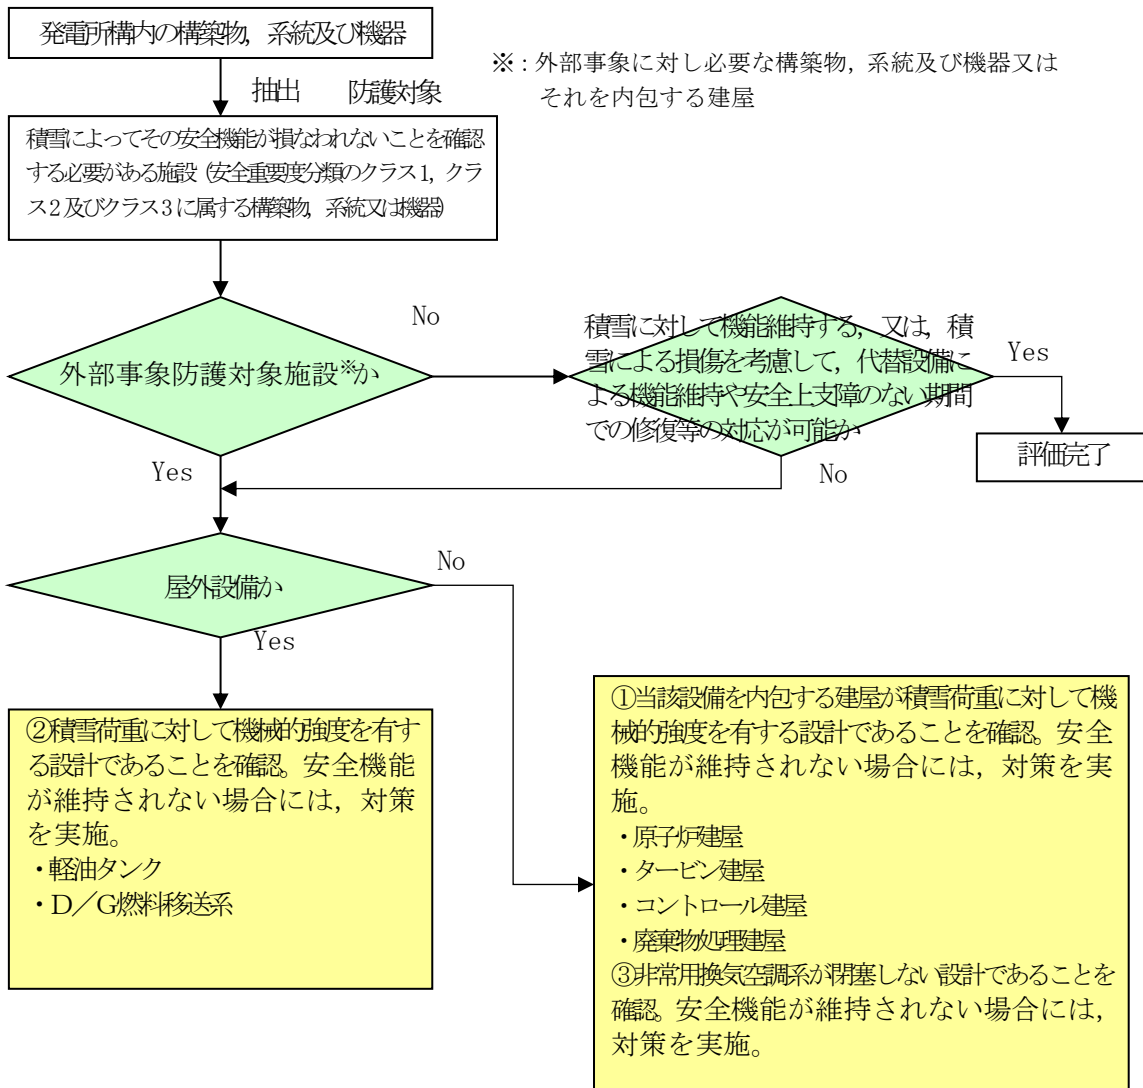 発電所構内の構築物，系統及び機器
※：外部事象に対し必要な構築物，系統及び機器又は
それを内包する建屋
抽出　防護対象
積雪によってその安全機能が損なわれないことを確認
する必要がある施設（安全重要度分類のクラス1，クラ
ス2及びクラス3に属する構築物，系統又は機器）
No
外部事象防護対象施設※か
積雪に対して機能維持する，又は，積
雪による損傷を考慮して，代替設備に
よる機能維持や安全上支障のない期間
での修復等の対応が可能か
Yes
評価完了
Yes
No
屋外設備か
No
Yes
②積雪荷重に対して機械的強度を有す
る設計であることを確認。安全機能
が維持されない場合には，対策
を実施。
・軽油タンク
・D／G燃料移送系
①当該設備を内包する建屋が積雪荷重に対して機
械的強度を有する設計であることを確認。安全
機能が維持されない場合には，対策を実
施。
・原子炉建屋
・タービン建屋
・コントロール建屋
・廃棄物処理建屋
③非常用換気空調系が閉塞しない設計であることを
確認。安全機能が維持されない場合には，
対策を実施。